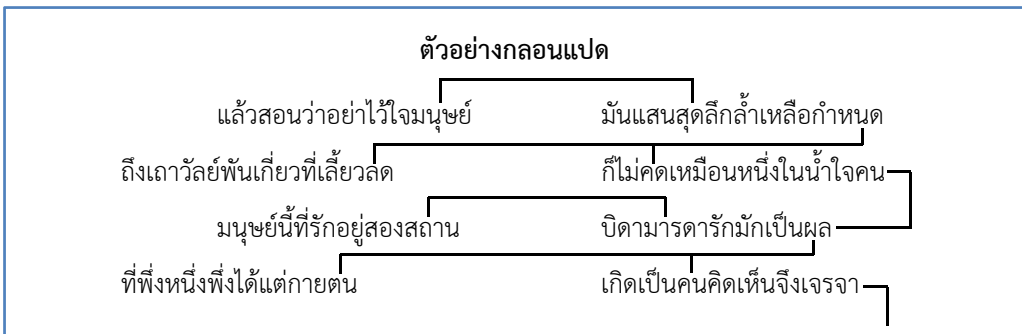 ตัวอย่างกลอนแปด
แล้วสอนว่าอย่าไว้ใจมนุษย์ มันแสนสุดลึกล้ำเหลือกำหนด
ถึงเถาวัลย์พันเกี่ยวที่เลี้ยวลด ก็ไม่คดเหมือนหนึ่งในน้ำใจคน
มนุษย์นี้ที่รักอยู่สองสถาน บิดามารดารักมักเป็นผล
ที่พึ่งหนึ่งพึ่งได้แต่กายตน เกิดเป็นคนคิดเห็นจึงเจรจา